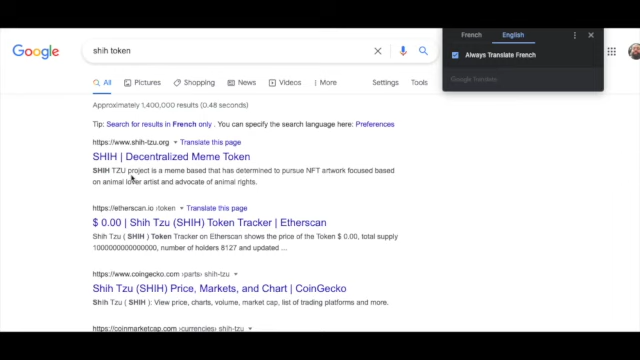 French English
Always Translate French
Google Translate
Google
shih token
All Pictures Shopping News Videos More Settings Tools
Approximately 1,400,000 results (0.48 seconds)
Tip: Search for results in French only . You can specify the search language here: Preferences
https://www.shih-tzu.org Translate this page
SHIH | Decentralized Meme Token
SHIH TZU project is a meme based that has determined to pursue NFT artwork focused based
on animal lover artist and advocate of animal rights.
https://etherscan.io ›token Translate this page
$ 0.00 | Shih Tzu (SHIH) Token Tracker | Etherscan
Shih Tzu ( SHIH ) Token Tracker on Etherscan shows the price of the Token $ 0.00, total supply
1000000000000000, number of holders 8127 and updated ...
https://www.coingecko.com ›parts› shih-tzu
Shih Tzu (SHIH) Price, Markets, and Chart | CoinGecko
Shih Tzu ( SHIH ): View price, charts, volume, market cap, list of trading platforms and more.
https://coinmarketcap.com ›currencies› shih-tzu